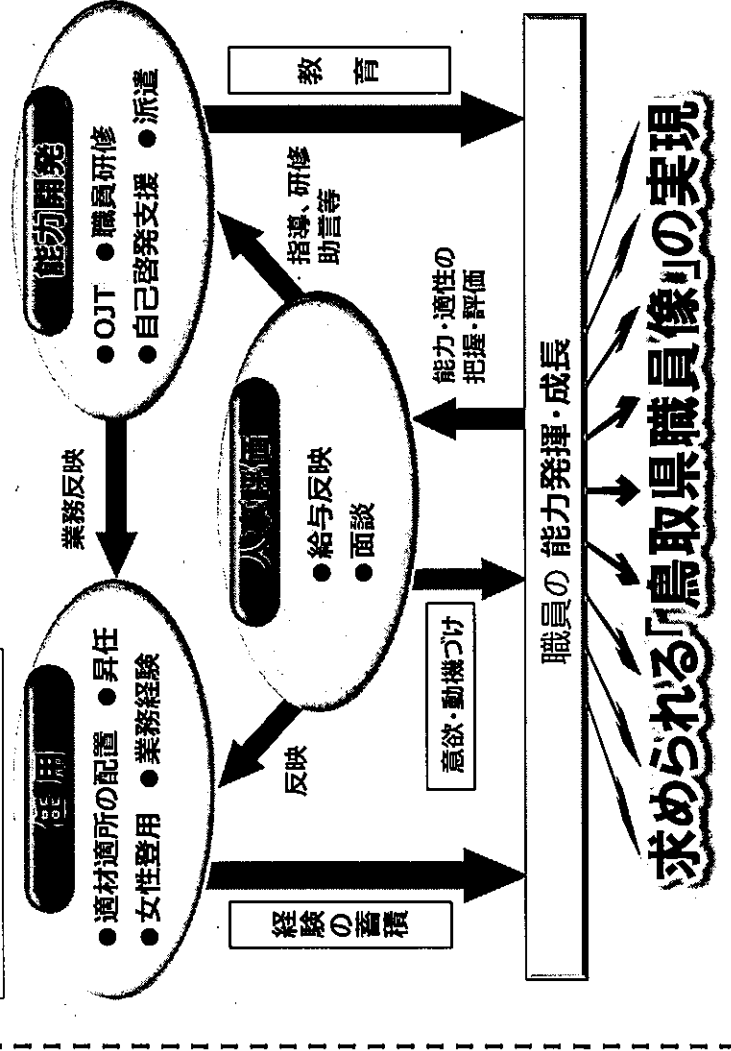 任用
●適材適所の配置 ●昇任
●女性登用 ●業務経験
業務反映
能力開発
●OJT ●職員研修
●自己啓発支援 ●派遣
反映
人事評価
●給与反映
●面談
指導、研修
助言等
経験の蓄積
意欲・動機づけ
能力・適性の
把握・評価
教育
職員の 能力発揮・成長
求められる「鳥取県職員像」の実現